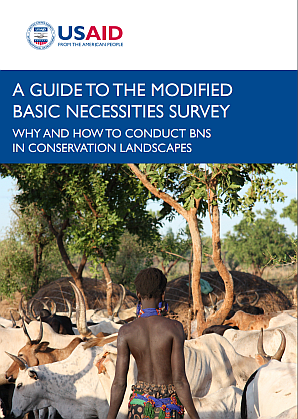 USAID
FROM THE AMERICAN PEOPLE
A GUIDE TO THE MODIFIED
BASIC NECESSITIES SURVEY
WHY AND HOW TO CONDUCT BNS
IN CONSERVATION LANDSCAPES